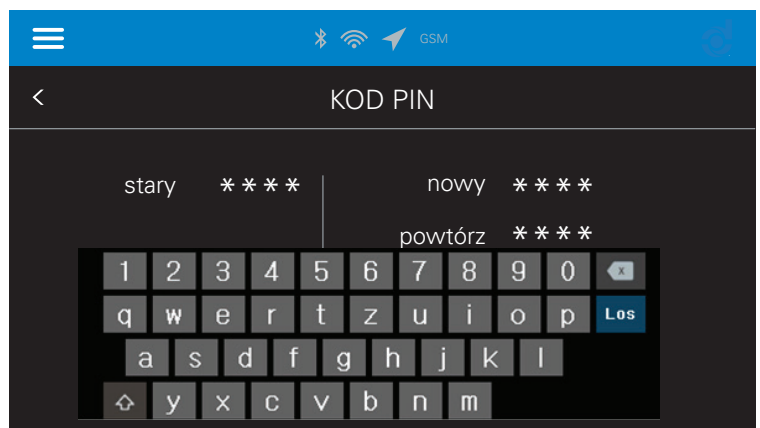 GSM
<
KOD PIN
stary **** nowy ****
powtórz ****
1 2 3 4 5 6 7 8 9 0 x
q w e r t z u i o p Los
a s d f g h j k l
y x c v b n m